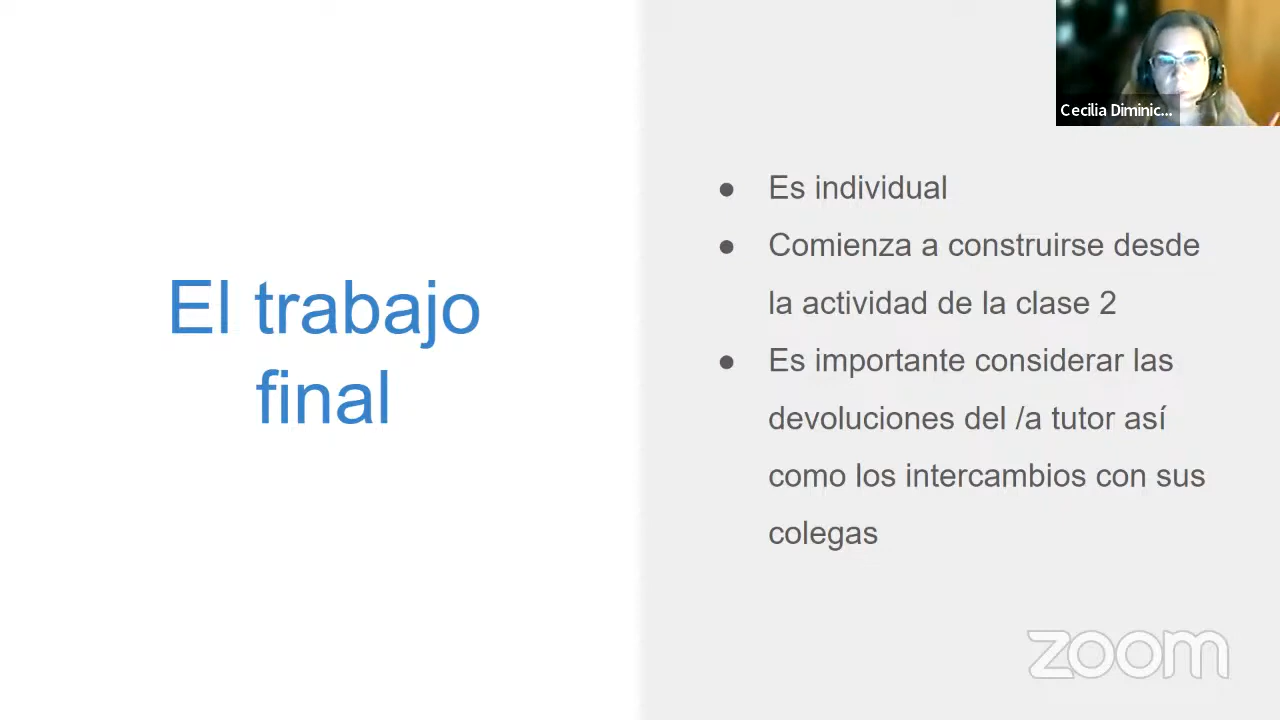 Cecilia Diminic...
El trabajo
final
● Es individual
● Comienza a construirse desde
la actividad de la clase 2
● Es importante considerar las
devoluciones del /a tutor así
como los intercambios con sus
colegas
zoom